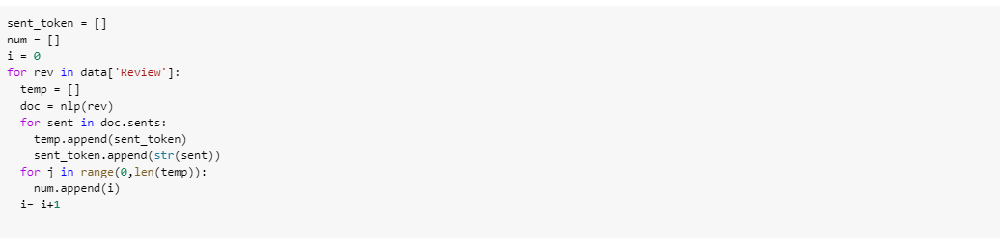 sent_token = []
num = []
i = 0
for rev in data['Review']:
  temp = []
  doc = nlp(rev)
  for sent in doc.sents:
    temp.append(sent_token)
    sent_token.append(str(sent))
  for j in range(0,len(temp)):
    num.append(i)
  i= i+1